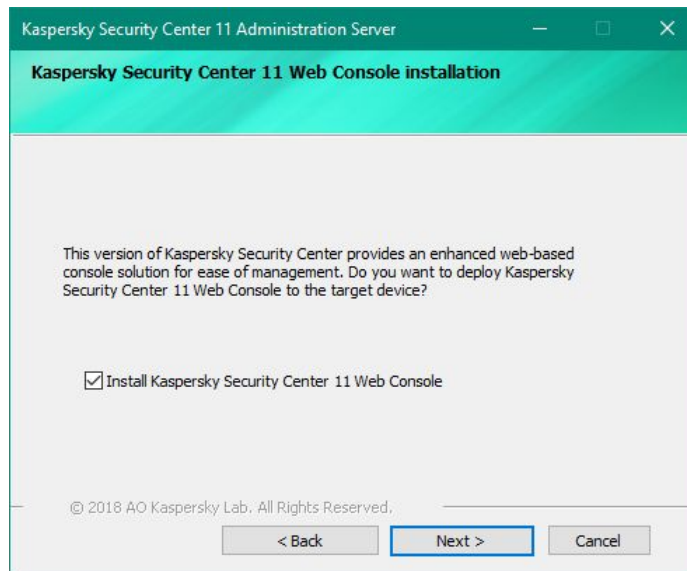 Kaspersky Security Center 11 Administration Server
Kaspersky Security Center 11 Web Console installation
This version of Kaspersky Security Center provides an enhanced web-based
console solution for ease of management. Do you want to deploy Kaspersky
Security Center 11 Web Console to the target device?
Install Kaspersky Security Center 11 Web Console
© 2018 AO Kaspersky Lab. All Rights Reserved.
< Back Next > Cancel